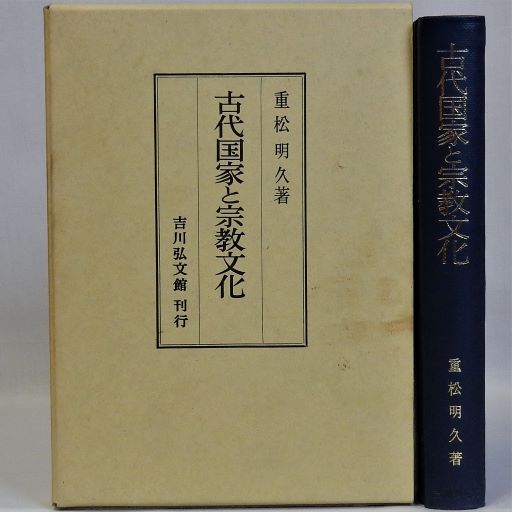 重松明久著
古代国家と宗教文化
吉川弘文館 刊行
古代国家と宗教文化
重松明久著